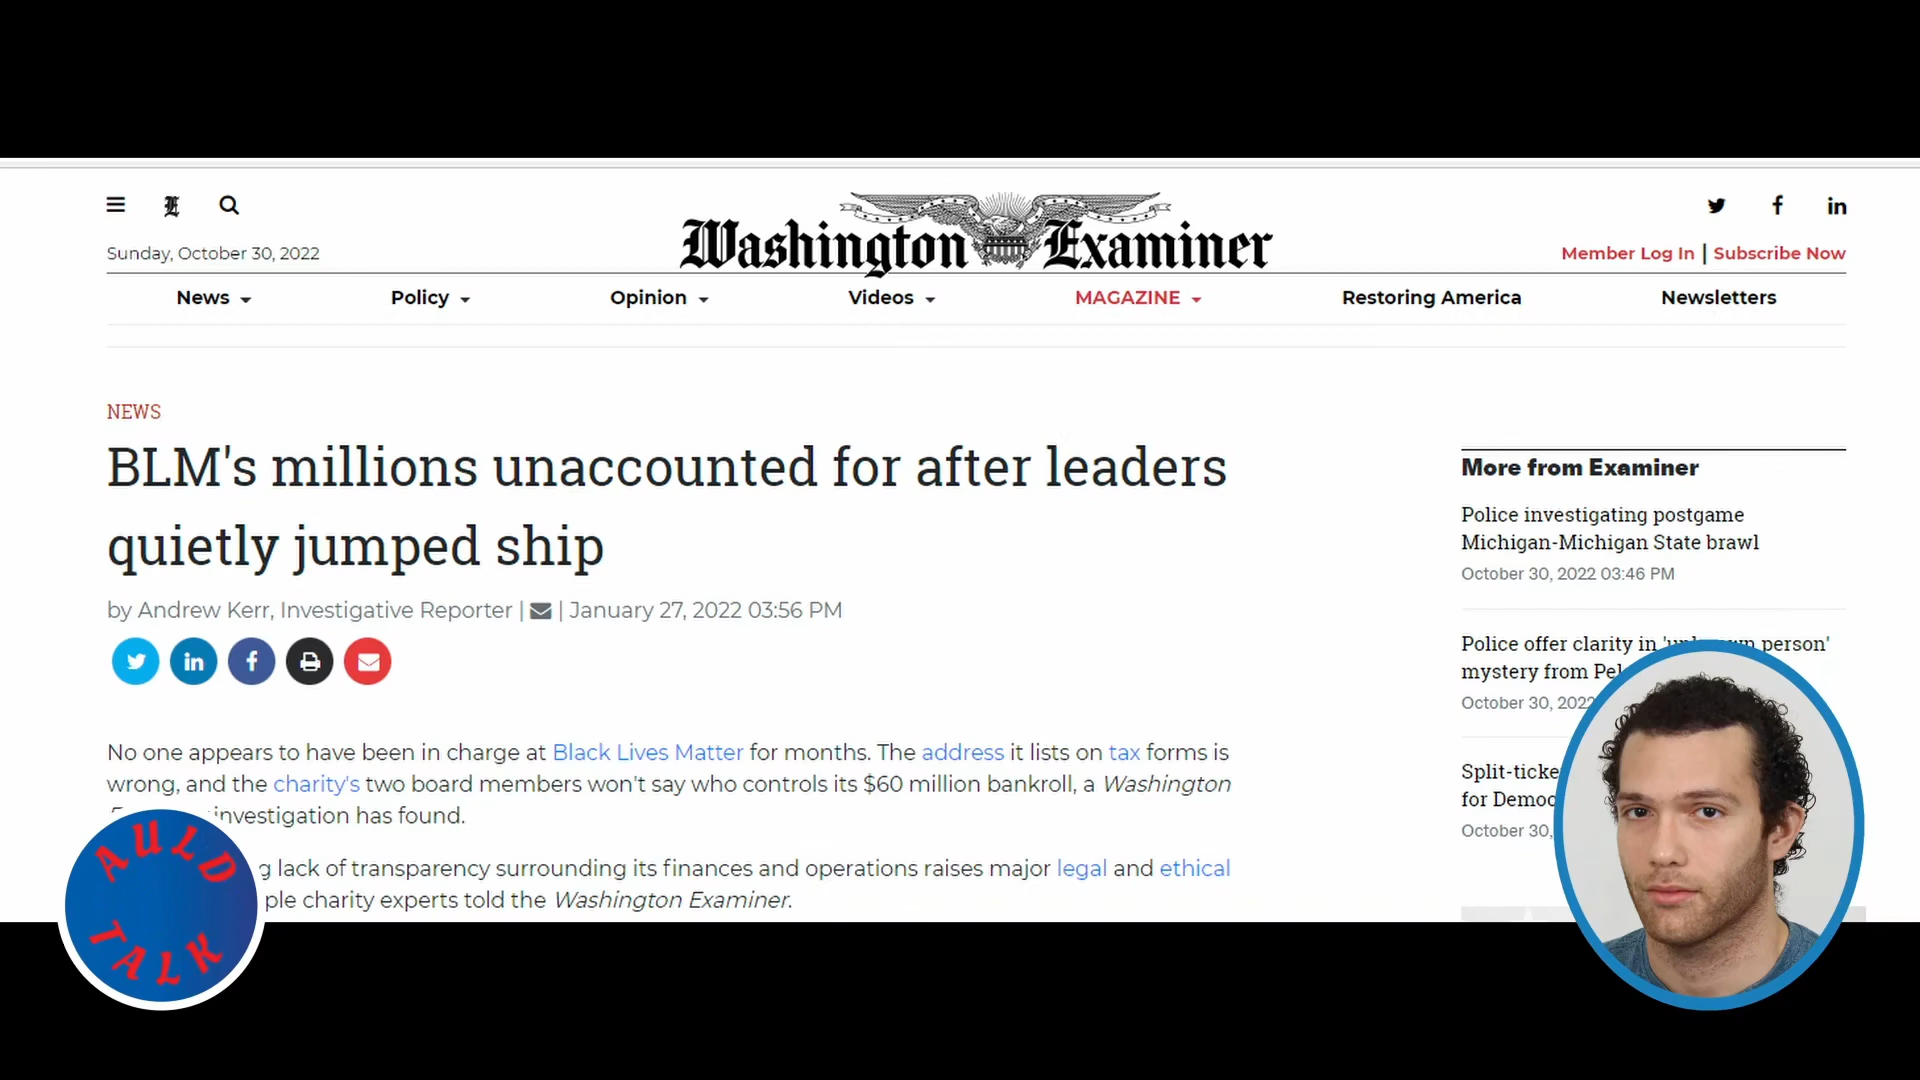 Sunday, October 30, 2022
Washington Examiner
Member Log In | Subscribe Now
News
Policy
Opinion
Videos
MAGAZINE
Restoring America
Newsletters
NEWS
BLM's millions unaccounted for after leaders
quietly jumped ship
by Andrew Kerr, Investigative Reporter | | January 27, 2022 03:56 PM
No one appears to have been in charge at Black Lives Matter for months. The address it lists on tax forms is
wrong, and the charity's two board members won't say who controls its $60 million bankroll, a Washington
investigation has found.
lack of transparency surrounding its finances and operations raises major legal and ethical
charity experts told the Washington Examiner.
More from Examiner
Police investigating postgame
Michigan-Michigan State brawl
October 30, 2022 03:46 PM
Police offer clarity in person'
mystery from
October 30, 2022
for
October 30,
AULD
TALK